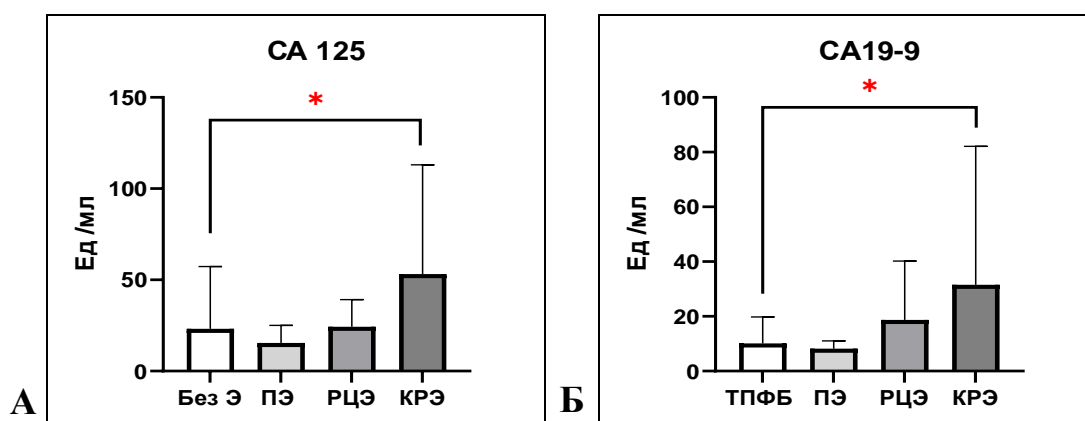 CA 125
*
150
100
50
0
Ед /мл
Без Э ПЭ РЦЭ КРЭ
А
CA19-9
*
100
80
60
40
20
0
Ед /мл
ТПФБ ПЭ РЦЭ КРЭ
Б